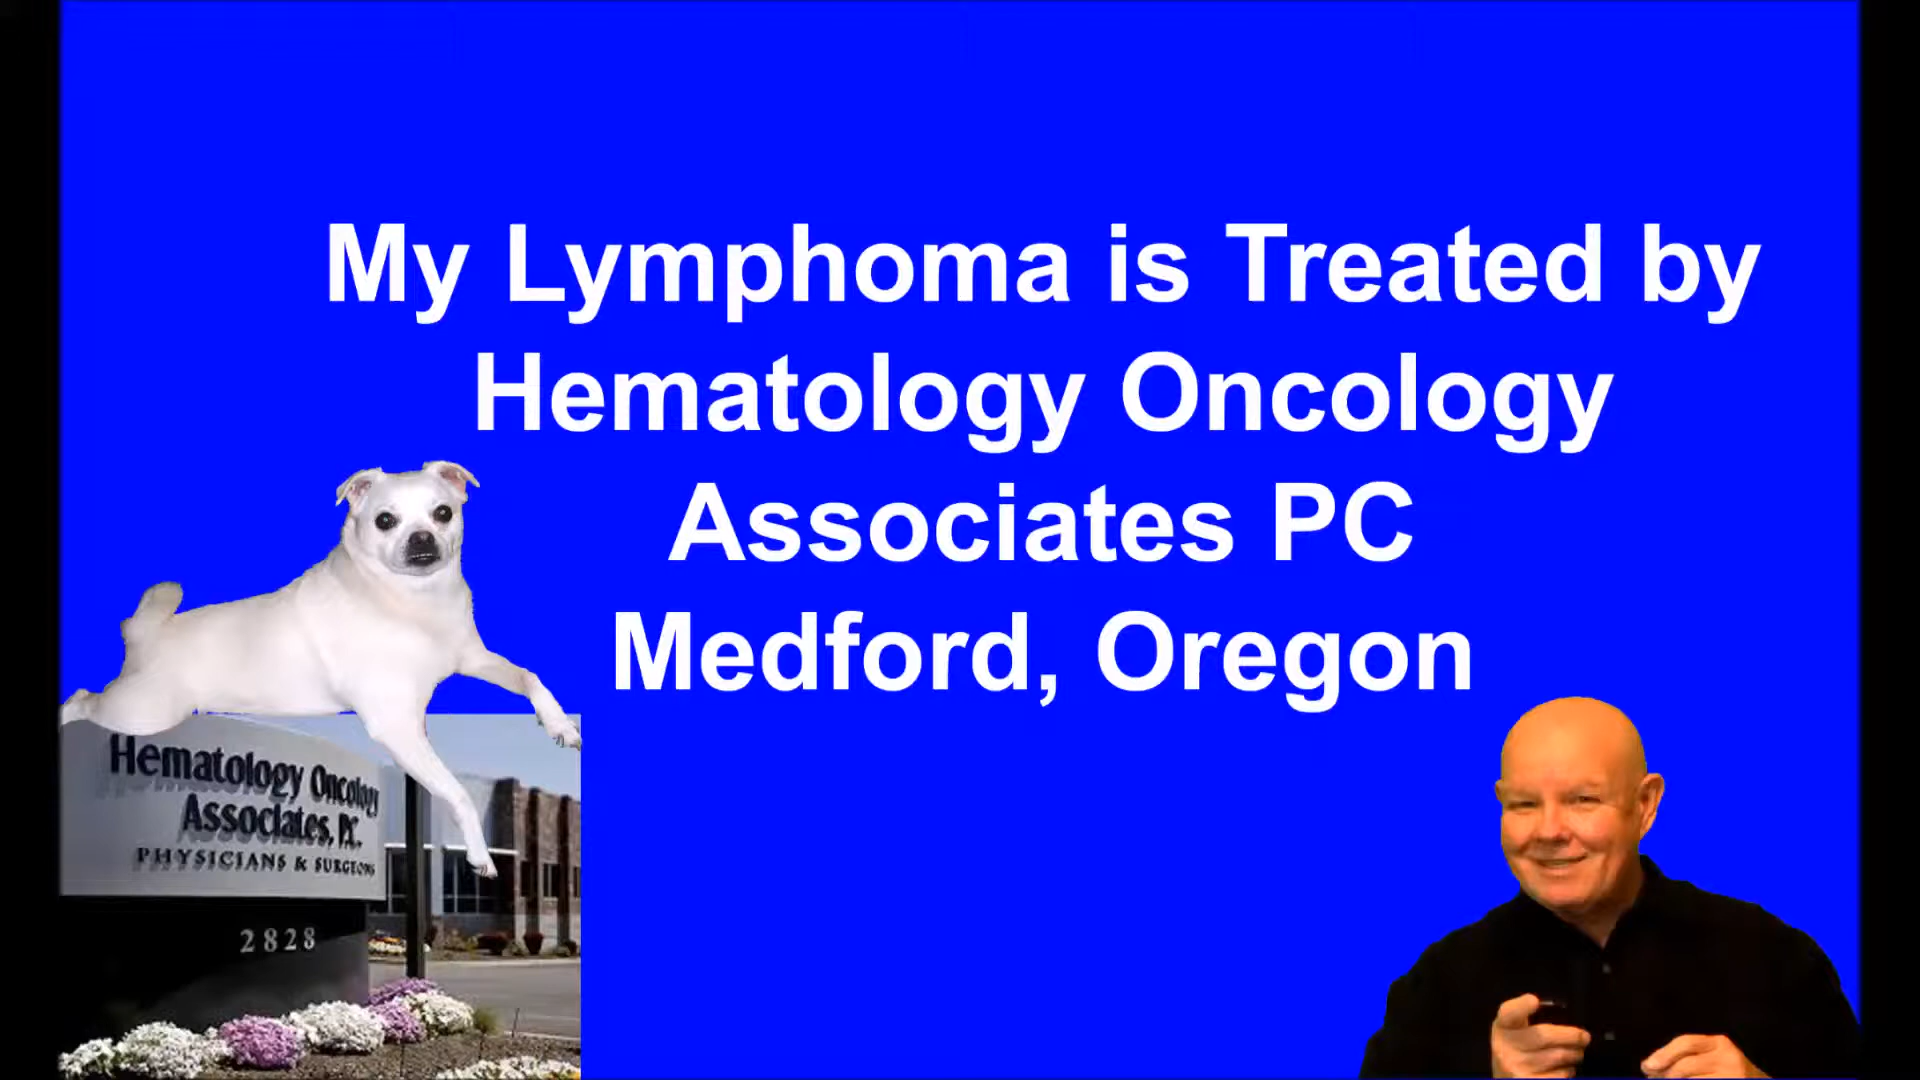 My Lymphoma is Treated by
Hematology Oncology
Associates PC
Medford, Oregon
Hematology Oncology
Associates, P.C.
PHYSICIANS & SURGEONS
2828